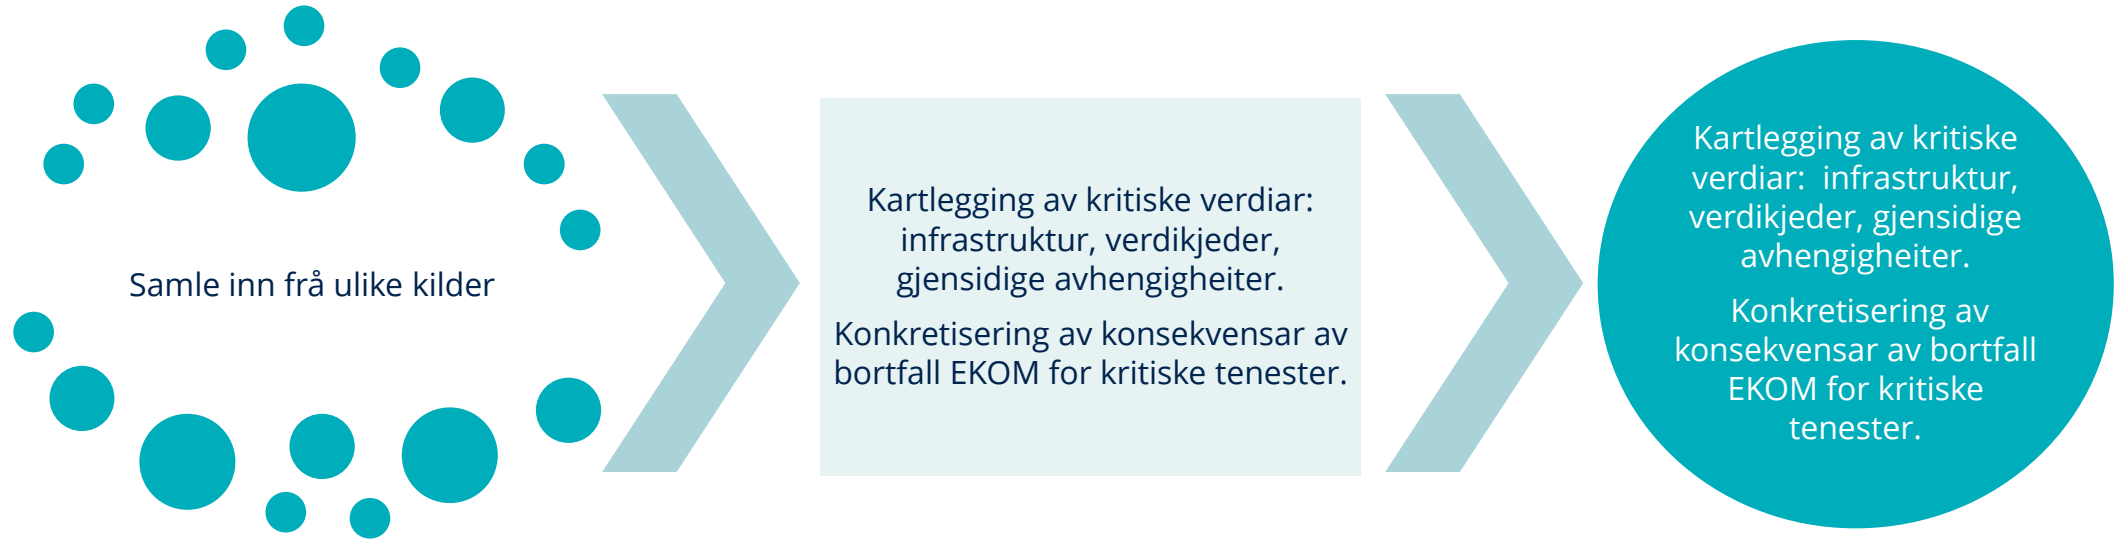 Samle inn frå ulike kilder
Kartlegging av kritiske verdiar:
infrastruktur, verdikjeder,
gjensidige avhengigheiter.
Konkretisering av konsekvensar av
bortfall EKOM for kritiske tenester.
Kartlegging av kritiske
verdiar:  infrastruktur,
verdikjeder, gjensidige
avhengigheiter.
Konkretisering av
konsekvensar av bortfall
EKOM for kritiske
tenester.